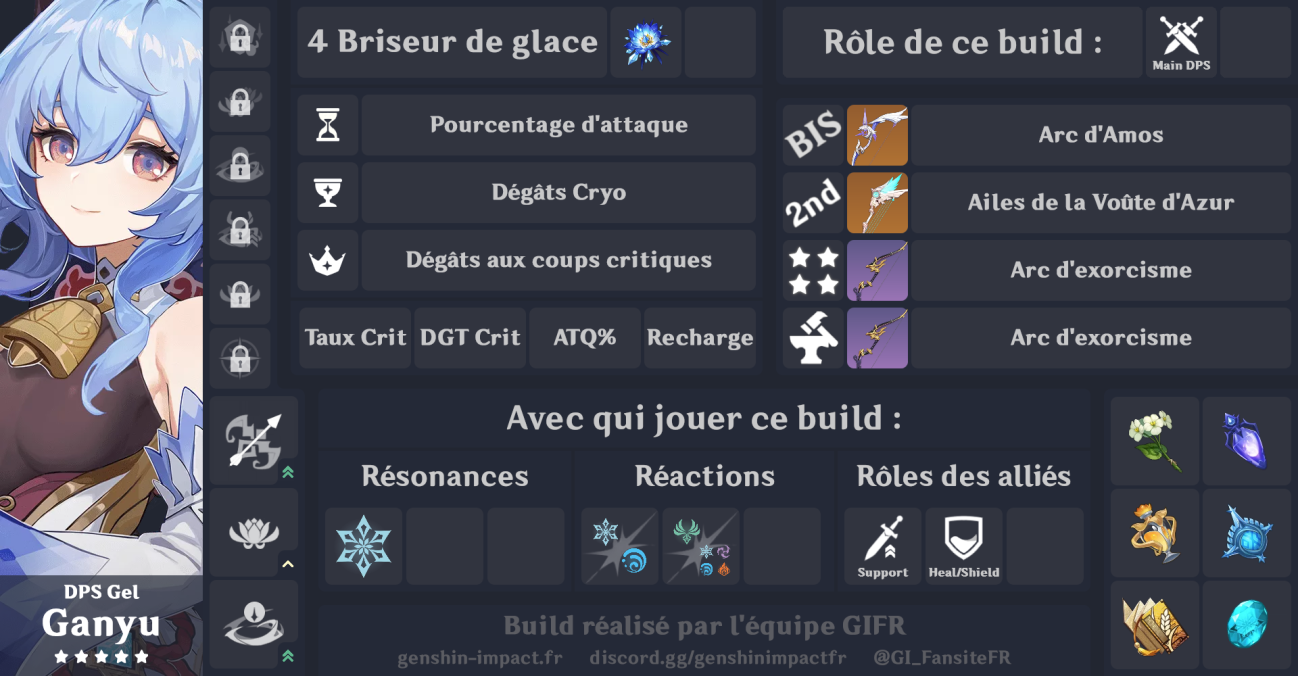 4 Briseur de glace
Rôle de ce build :
Main DPS
Pourcentage d'attaque
Dégâts Cryo
Dégâts aux coups critiques
Taux Crit
DGT Crit
ATQ%
Recharge
BIS
Arc d'Amos
2nd
Ailes de la Voûte d'Azur
Arc d'exorcisme
Arc d'exorcisme
Avec qui jouer ce build :
Résonances
Réactions
Rôles des alliés
Support
Heal/Shield
DPS Gel
Ganyu
Build réalisé par l'équipe GIFR
genshin-impact.fr discord.gg/genshinimpactfr @GI_FansiteFR